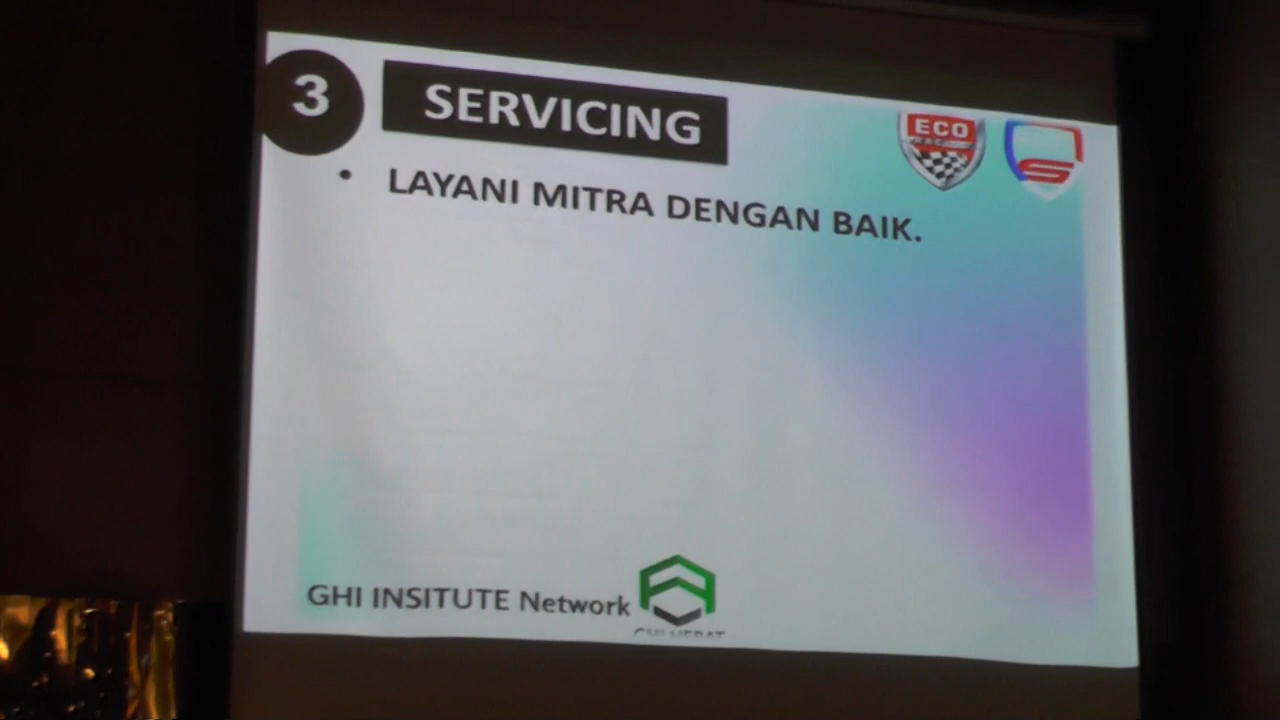 3
SERVICING
ECO
• LAYANI MITRA DENGAN BAIK.
GHI INSITUTE Network